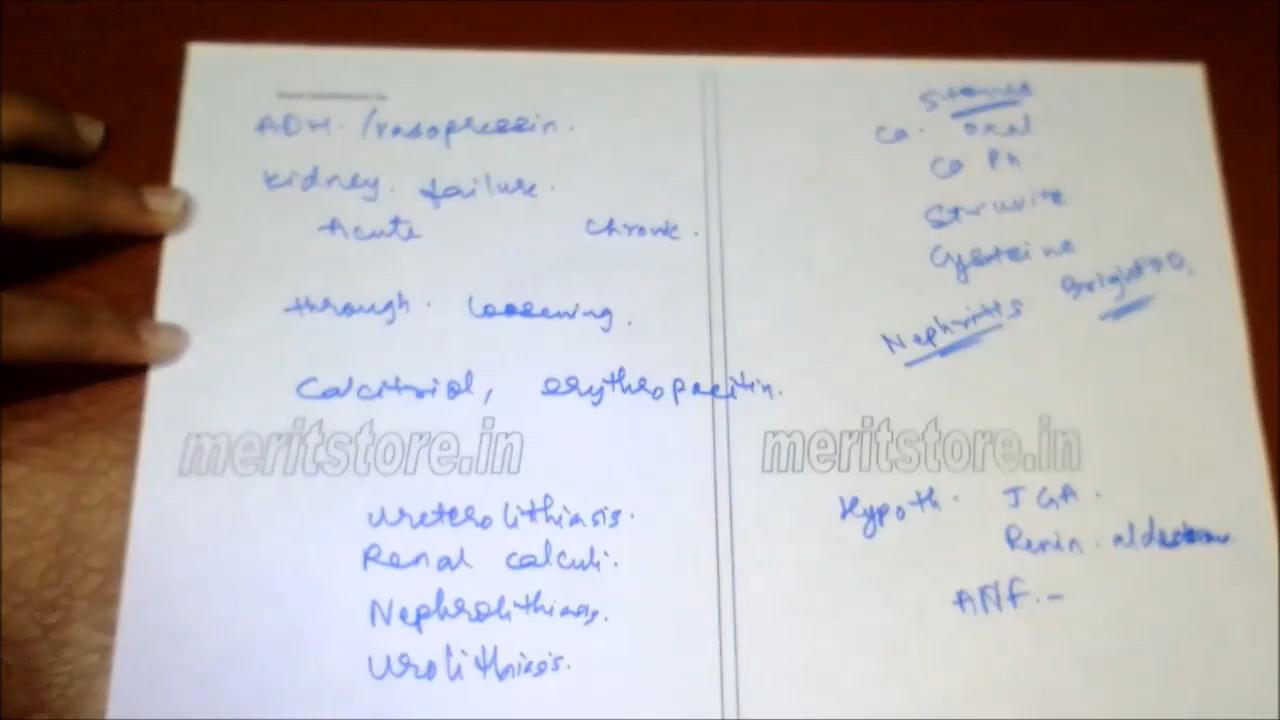 ADH. /vasopressin.
Kidney. failure.
Acute chronic.
through. loosening.
Calcitriol, erythropoeitin.
meritstore.in
Ureterolithiasis.
Renal calculi.
Nephrolithiasis.
Urolithiasis.
Stones
Ca. oxal
Ca Ph
Struvite
Cysteine
Nephritis Bright's D.
meritstore.in
Hypoth. JGA.
Renin.
ANF.-